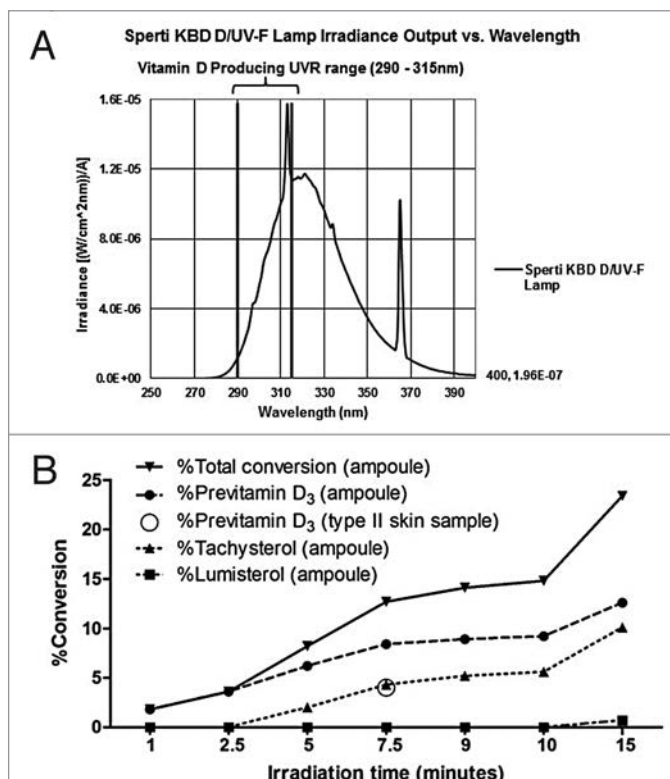 A
Sperti KBD D/UV-F Lamp Irradiance Output vs. Wavelength
Vitamin D Producing UVR range (290 - 315nm)
Irradiance [(W/cm^2nm))/A]
1.6E-05
1.2E-05
8.0E-06
4.0E-06
0.0E+00
250 270 290 310 330 350 370 390
Wavelength (nm)
Sperti KBD D/UV-F
Lamp
400, 1.96E-07
B
%Total conversion (ampoule)
%Previtamin D₃ (ampoule)
%Previtamin D₃ (type II skin sample)
%Tachysterol (ampoule)
%Lumisterol (ampoule)
%Conversion
25
20
15
10
5
0
1 2.5 5 7.5 9 10 15
Irradiation time (minutes)